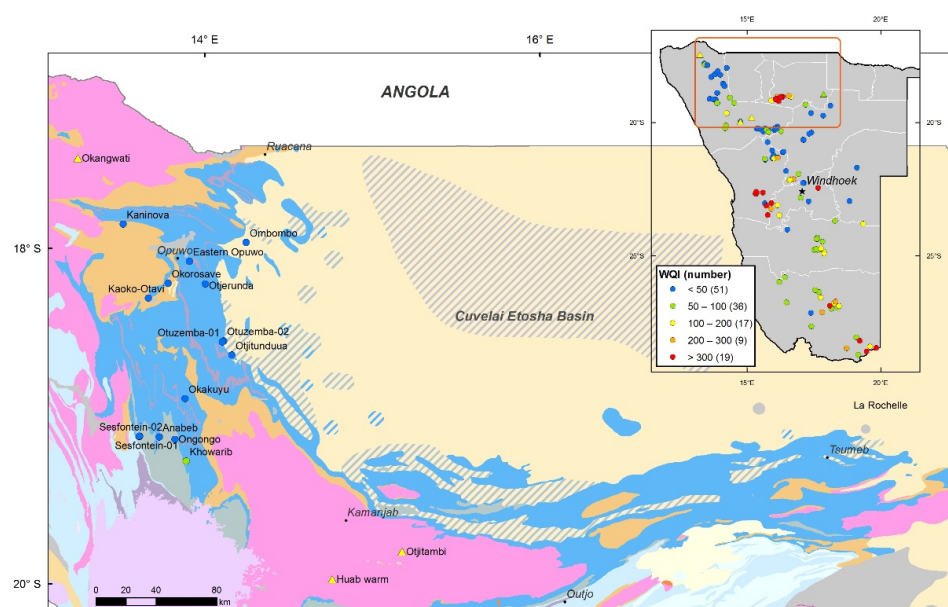 14° E
16° E
15°E
20°E
ANGOLA
Ruacana
Okangwati
20°S
20°S
Kaninova
Windhoek
Ombombo
18° S
Opuwo
Eastern Opuwo
25°S
25°S
Okorosave
Otjerunda
Kaoko-Otavi
WQI (number)
< 50 (51)
50 – 100 (36)
100 – 200 (17)
200 – 300 (9)
> 300 (19)
Cuvelai Etosha Basin
Otuzemba-01
Otuzemba-02
Otjitunduua
15°E
20°E
Okakuyu
La Rochelle
Sesfontein-02
Anabeb
Sesfontein-01
Ongongo
Khowarib
Tsumeb
Kamanjab
Otjitambi
20° S
Huab warm
Outjo
0 20 40 80
km